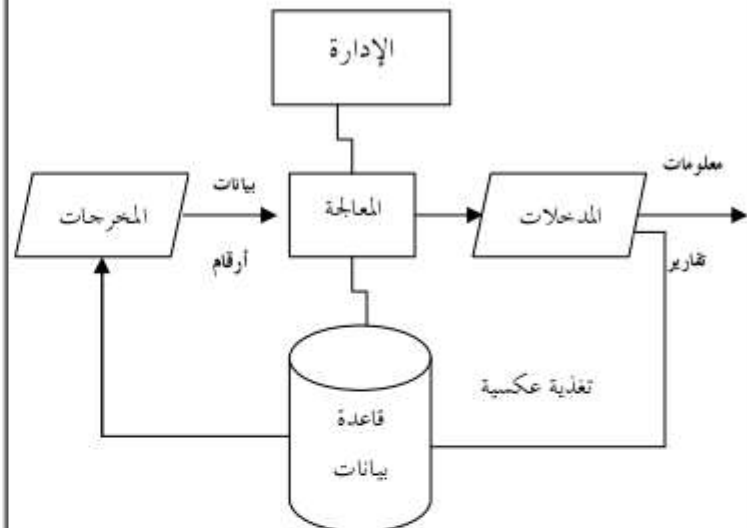 الإدارة
معلومات
المدخلات
المعالجة
بيانات
المخرجات
تقارير
أرقام
تغذية عكسية
قاعدة
بيانات